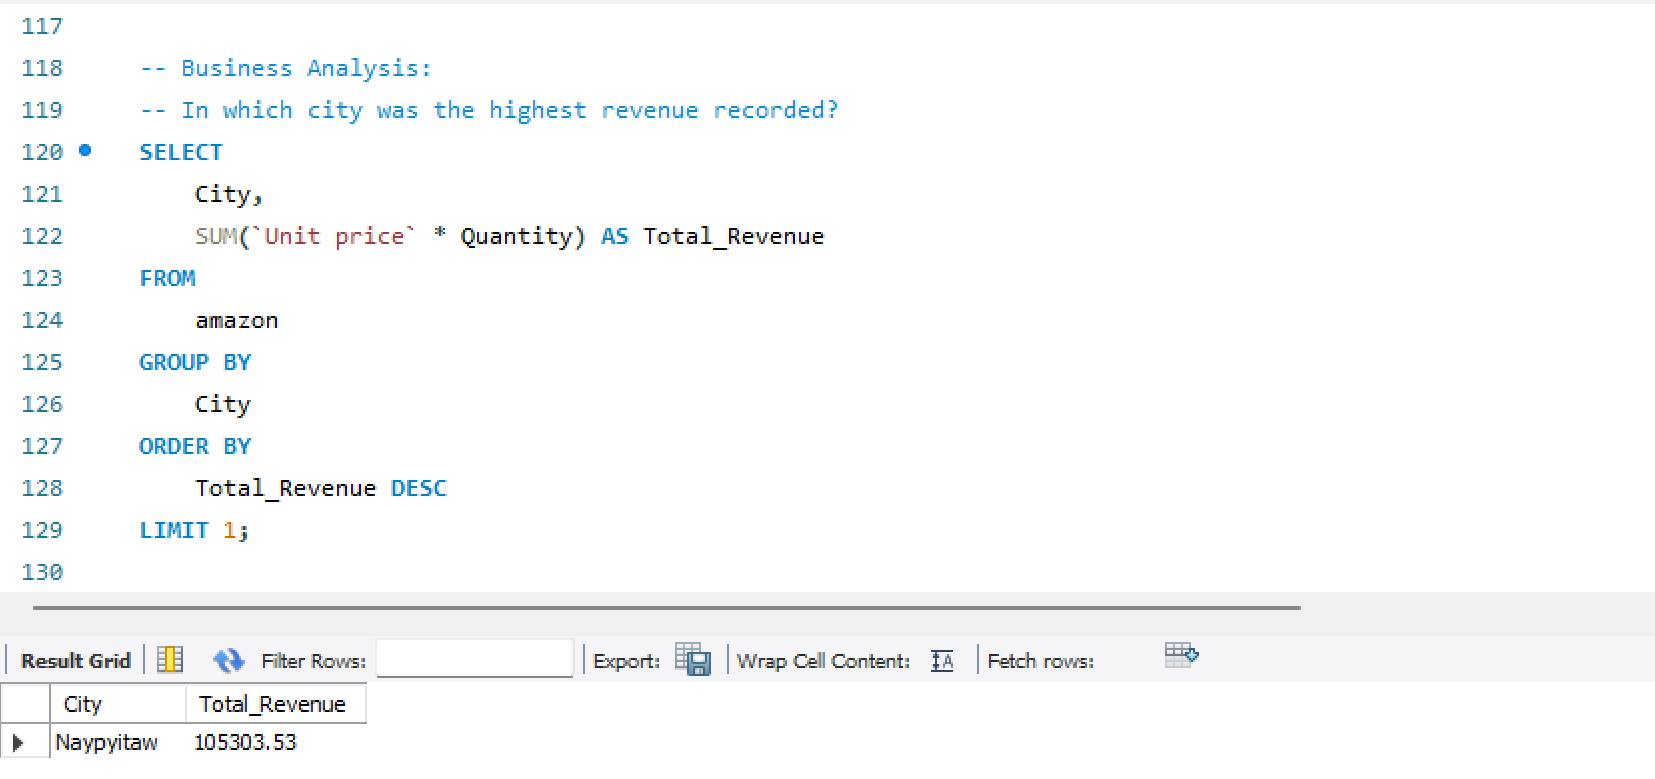 117
118 -- Business Analysis:
119 -- In which city was the highest revenue recorded?
120 SELECT
121 City,
122 SUM(`Unit price` * Quantity) AS Total_Revenue
123 FROM
124 amazon
125 GROUP BY
126 City
127 ORDER BY
128 Total_Revenue DESC
129 LIMIT 1;
130
Result Grid Filter Rows: Export: Wrap Cell Content: IA Fetch rows:
City Total_Revenue
Naypyitaw 105303.53